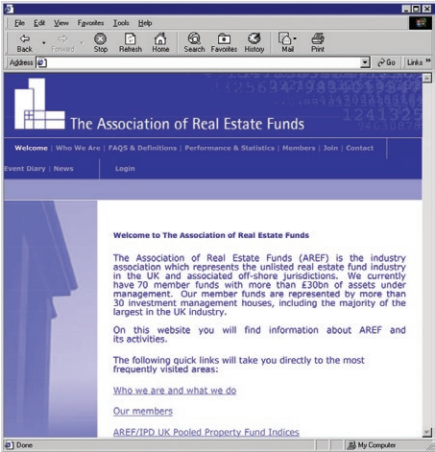 File Edit View Favorites Tools Help
Back Forward Stop Refresh Home Search Favorites History Mail Print
Address Go Links »
The Association of Real Estate Funds
Welcome | Who We Are | FAQS & Definitions | Performance & Statistics | Members | Join | Contact
Event Diary | News | Login
Welcome to The Association of Real Estate Funds
The Association of Real Estate Funds (AREF) is the industry
association which represents the unlisted real estate fund industry
in the UK and associated off-shore jurisdictions. We currently
have 70 member funds with more than £30bn of assets under
management. Our member funds are represented by more than
30 investment management houses, including the majority of the
largest in the UK industry.
On this website you will find information about AREF and
its activities.
The following quick links will take you directly to the most
frequently visited areas:
Who we are and what we do
Our members
AREF/IPD UK Pooled Property Fund Indices
Done My Computer